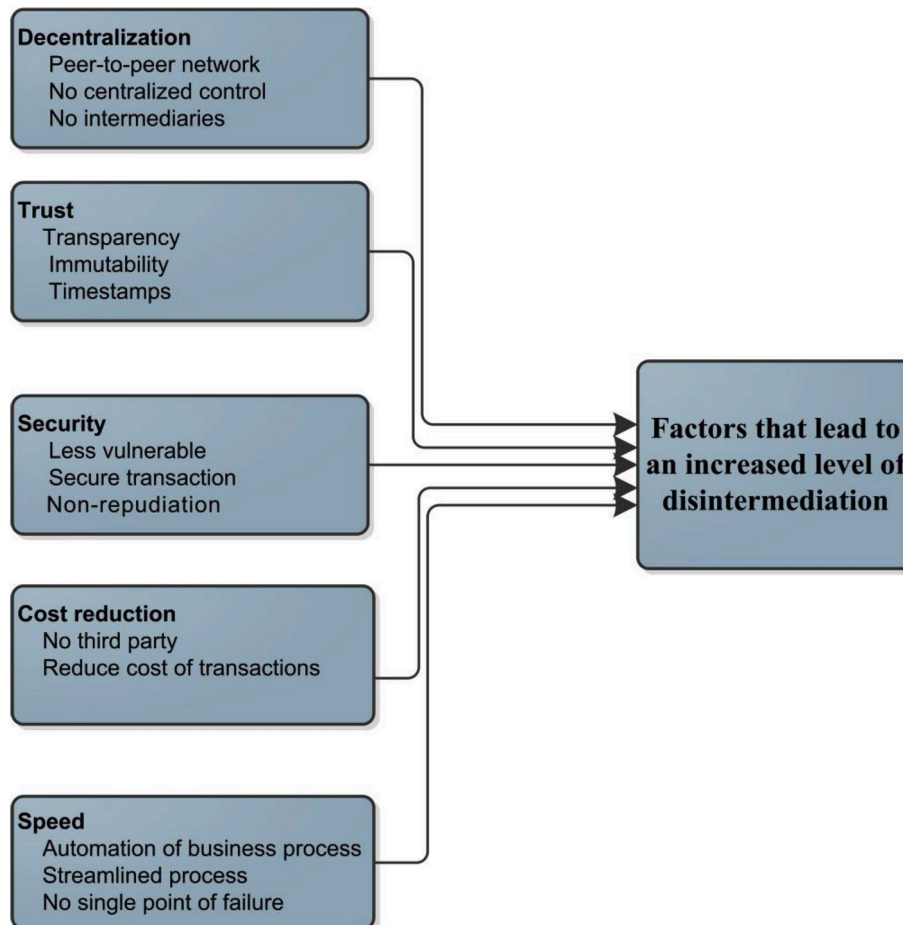 Decentralization
Peer-to-peer network
No centralized control
No intermediaries
Trust
Transparency
Immutability
Timestamps
Security
Less vulnerable
Secure transaction
Non-repudiation
Cost reduction
No third party
Reduce cost of transactions
Speed
Automation of business process
Streamlined process
No single point of failure
Factors that lead to
an increased level of
disintermediation